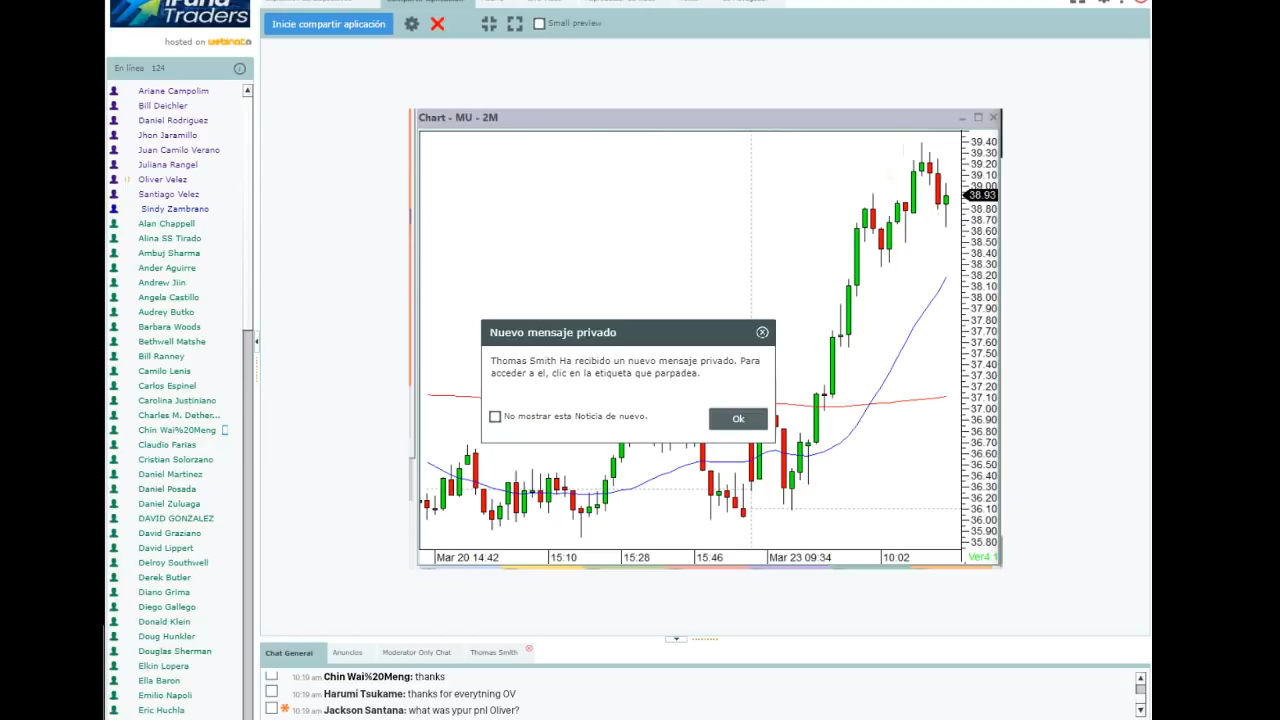 Traders
hosted on webinato
En línea 124
Ariane Campolim
Bill Deichler
Daniel Rodriguez
Jhon Jaramillo
Juan Camilo Verano
Juliana Rangel
Oliver Velez
Santiago Velez
Sindy Zambrano
Alan Chappell
Alina SS Tirado
Ambuj Sharma
Ander Aguirre
Andrew Jiin
Angela Castillo
Audrey Butko
Barbara Woods
Bethwell Matshe
Bill Ranney
Camilo Lenis
Carlos Espinel
Carolina Justiniano
Charles M. Dether...
Chin Wai%20Meng
Claudio Farias
Cristian Solorzano
Daniel Martinez
Daniel Posada
Daniel Zuluaga
DAVID GONZALEZ
David Graziano
David Lippert
Delroy Southwell
Derek Butler
Diano Grima
Diego Gallego
Donald Klein
Doug Hunkler
Douglas Sherman
Elkin Lopera
Ella Baron
Emilio Napoli
Eric Huchla
Inicie compartir aplicación
Small preview
Chart - MU - 2M
39.40
39.30
39.20
39.10
39.00
38.93
38.80
38.70
38.60
38.50
38.40
38.30
38.20
38.10
38.00
37.90
37.80
37.70
37.60
37.50
37.40
37.30
37.20
37.10
37.00
36.90
36.80
36.70
36.60
36.50
36.40
36.30
36.20
36.10
36.00
35.90
35.80
Nuevo mensaje privado
Thomas Smith Ha recibido un nuevo mensaje privado. Para
acceder a el, clic en la etiqueta que parpadea.
No mostrar esta Noticia de nuevo.
Ok
Mar 20 14:42 15:10 15:28 15:46 Mar 23 09:34 10:02 Ver4.1
Chat General Anuncios Moderator Only Chat Thomas Smith
10:19 am Chin Wai%20Meng: thanks
10:19 am Harumi Tsukame: thanks for everytning OV
10:19 am Jackson Santana: what was ypur pnl Oliver?